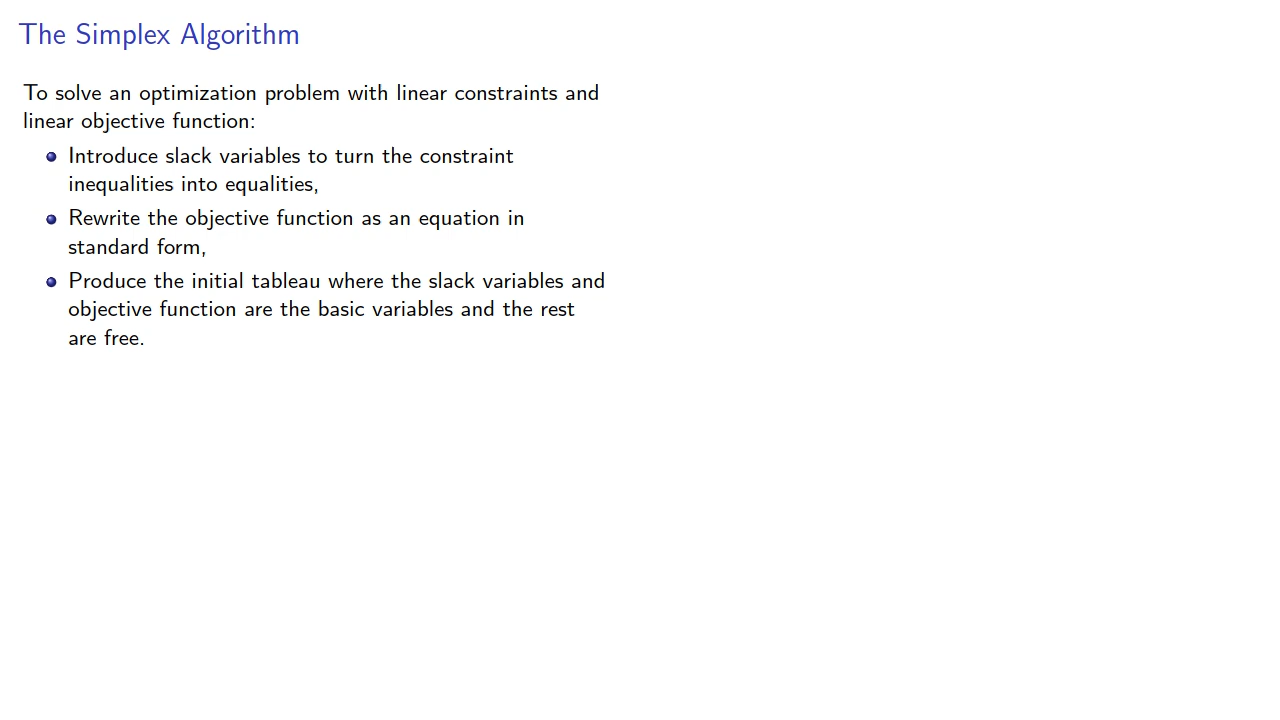 The Simplex Algorithm
To solve an optimization problem with linear constraints and
linear objective function:
Introduce slack variables to turn the constraint
inequalities into equalities,
Rewrite the objective function as an equation in
standard form,
Produce the initial tableau where the slack variables and
objective function are the basic variables and the rest
are free.